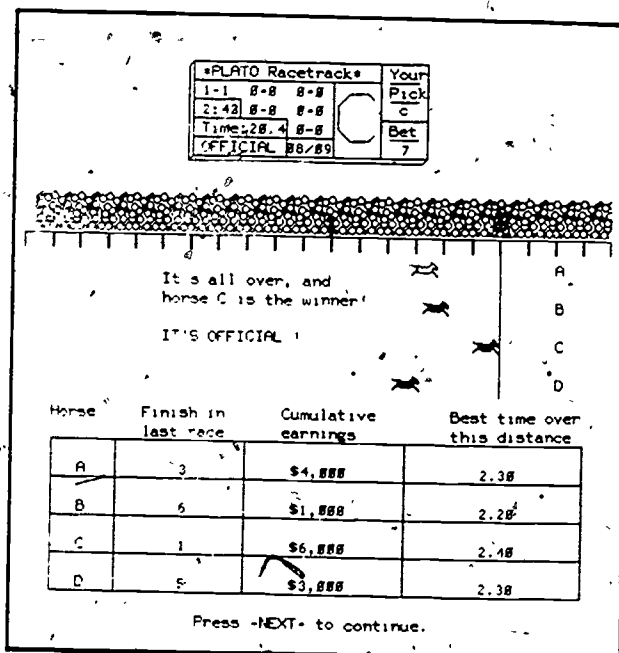 *PLATO Racetrack* Your
1-1 0-0 0-0 Pick
2:43 0-0 0-0 c
Time:20.4 0-0 Bet
OFFICIAL 08/09 7
It s all over, and
horse C is the winner!
IT'S OFFICIAL !
A
B
C
D
Horse Finish in Cumulative Best time over
last race earnings this distance
A 3 $4,000 2.30
B 6 $1,000 2.20
C 1 $6,000 2.40
D 5 $3,000 2.30
Press -NEXT- to continue.